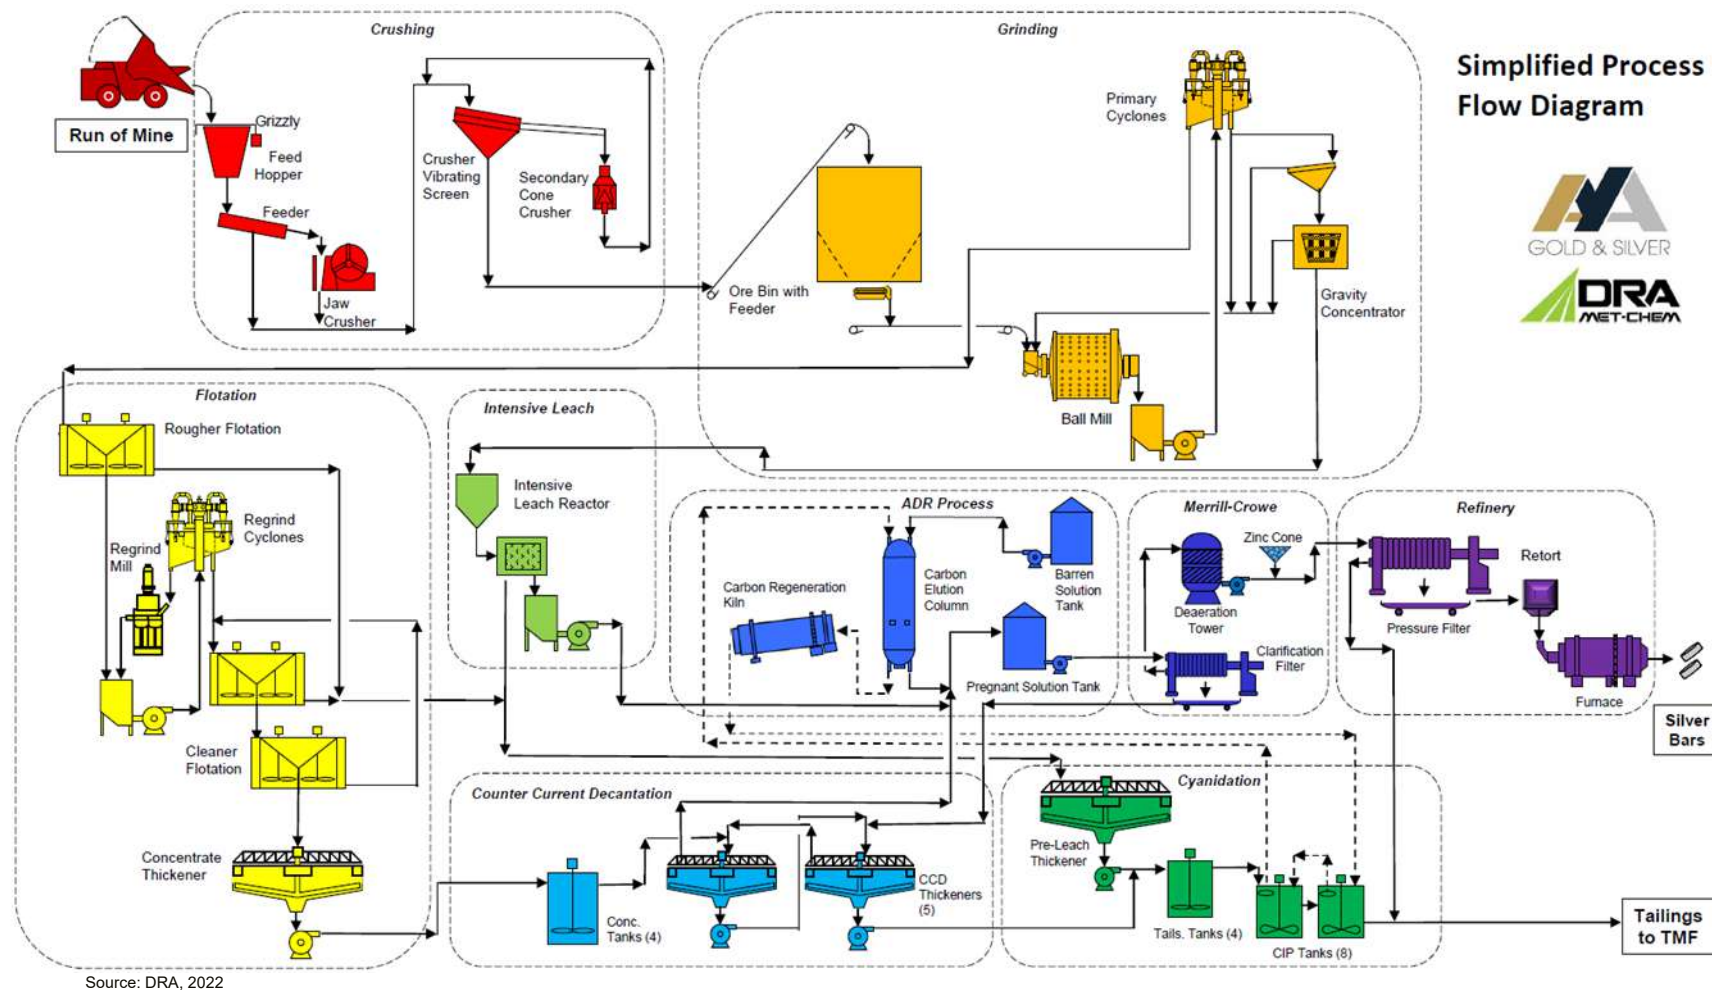 Simplified Process
Flow Diagram
AYA
GOLD & SILVER
DRA
MET-CHEM
Crushing
Run of Mine
Grizzly
Feed
Hopper
Feeder
Jaw
Crusher
Crusher
Vibrating
Screen
Secondary
Cone
Crusher
Grinding
Primary
Cyclones
Ore Bin with
Feeder
Gravity
Concentrator
Ball Mill
Flotation
Rougher Flotation
Regrind
Cyclones
Regrind
Mill
Cleaner
Flotation
Concentrate
Thickener
Intensive Leach
Intensive
Leach Reactor
ADR Process
Carbon Regeneration
Kiln
Carbon
Elution
Column
Barren
Solution
Tank
Pregnant Solution Tank
Merrill-Crowe
Zinc Cone
Deaeration
Tower
Clarification
Filter
Refinery
Retort
Pressure Filter
Furnace
Silver
Bars
Counter Current Decantation
Conc.
Tanks (4)
CCD
Thickeners
(5)
Cyanidation
Pre-Leach
Thickener
Tails. Tanks (4)
CIP Tanks (8)
Tailings
to TMF
Source: DRA, 2022